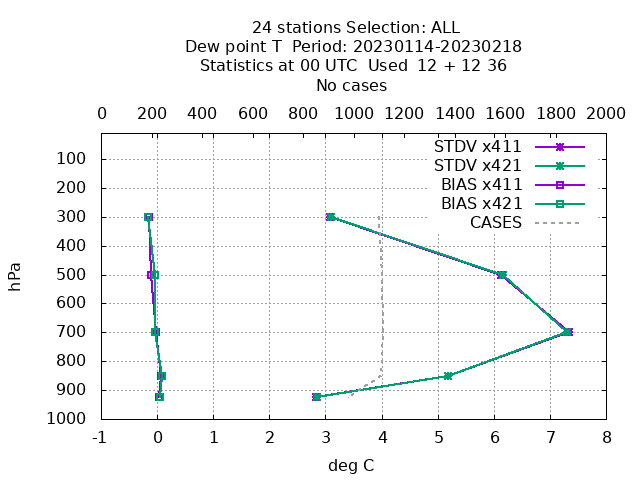 24 stations Selection: ALL
Dew point T  Period: 20230114-20230218
Statistics at 00 UTC  Used  12 + 12 36
No cases
0 200 400 600 800 1000 1200 1400 1600 1800 2000
STDV x411
STDV x421
BIAS x411
BIAS x421
CASES
100
200
300
400
500
600
700
800
900
1000
hPa
-1 0 1 2 3 4 5 6 7 8
deg C